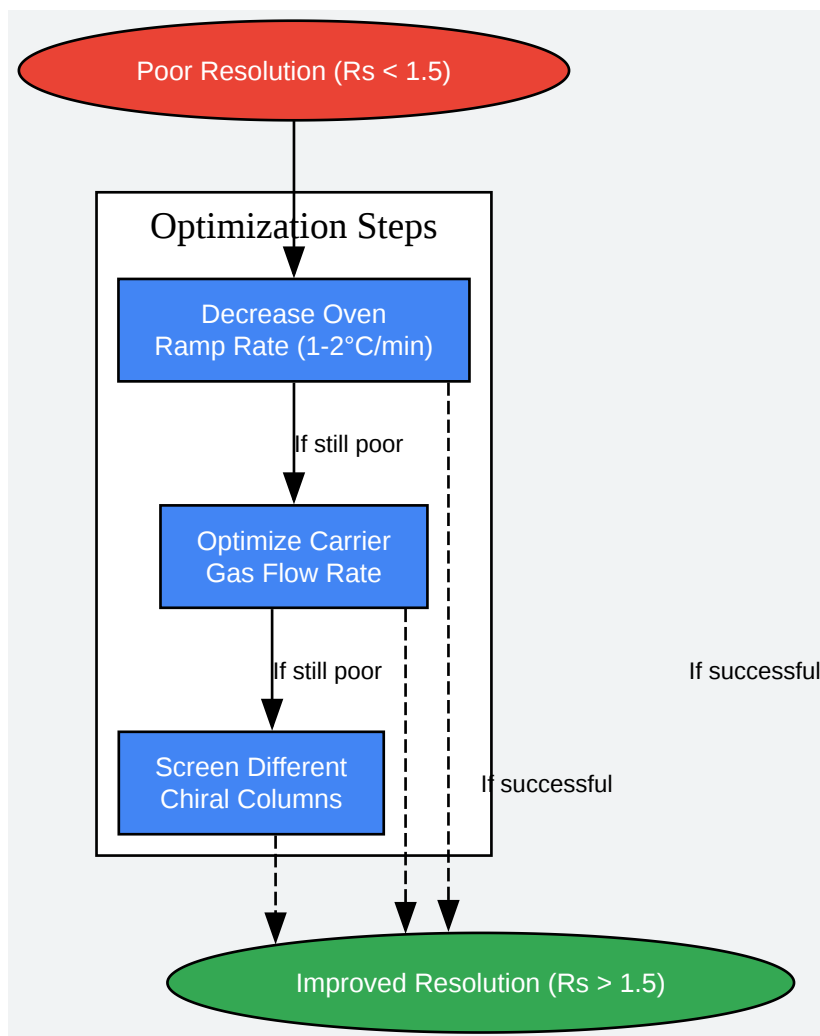 Poor Resolution (Rs < 1.5)
Optimization Steps
Decrease Oven
Ramp Rate (1-2°C/min)
If still poor
Optimize Carrier
Gas Flow Rate
If still poor
If successful
Screen Different
Chiral Columns
If successful
Improved Resolution (Rs > 1.5)